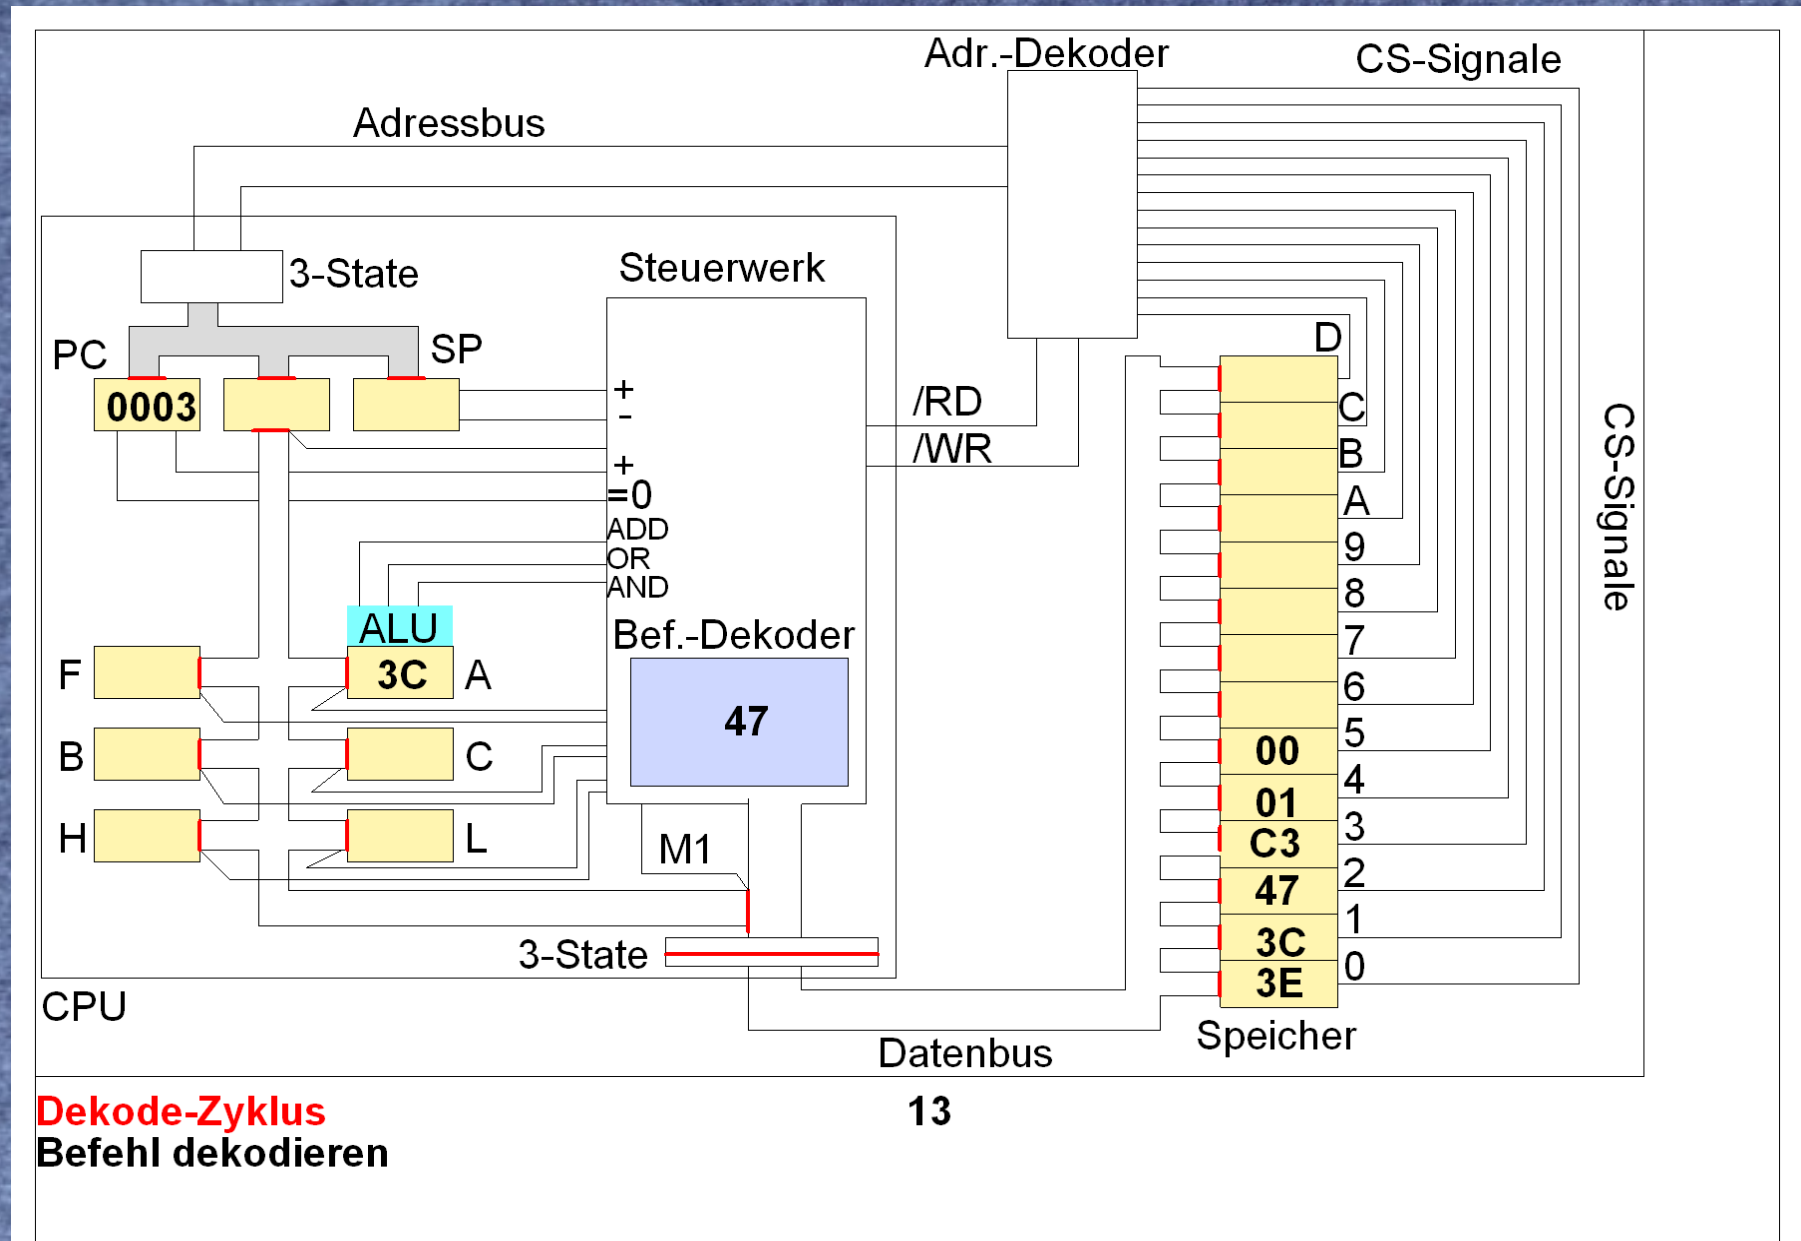 Adr.-Dekoder
CS-Signale
Adressbus
3-State
Steuerwerk
PC
SP
0003
+
-
+
=0
ADD
OR
AND
/RD
/WR
ALU
Bef.-Dekoder
F
3C
A
47
B
C
H
L
M1
3-State
CPU
Datenbus
D
C
B
A
9
8
7
6
5
00
4
01
3
C3
2
47
1
3C
0
3E
Speicher
CS-Signale
Dekode-Zyklus
13
Befehl dekodieren